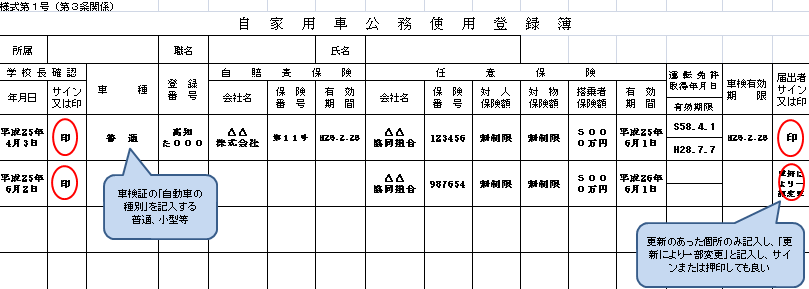 様式第１号（第３条関係）
自家用車公務使用登録簿
所属
職名
氏名
学校長確認
車　種
登録番号
自賠責保険
任意保険
運転免許取得年月日
車検有効期限
届出者サイン又は印
年月日
サイン又は印
会社名
保険番号
有効期間
会社名
保険番号
対人保険額
対物保険額
搭乗者保険額
有効期間
有効期限
平成25年4月3日
印
普　通
高知た０００
△△株式会社
第１１号
H28.2.28
△△協同組合
123456
無制限
無制限
５０００万円
平成25年6月1日
S58.4.1
H28.7.7
H28.2.28
印
平成25年6月2日
印
△△協同組合
987654
無制限
無制限
５０００万円
平成26年6月1日
更新により一部変更
車検証の「自動車の種別」を記入する
普通、小型等
更新のあった個所のみ記入し、「更新により一部変更」と記入し、サインまたは押印しても良い